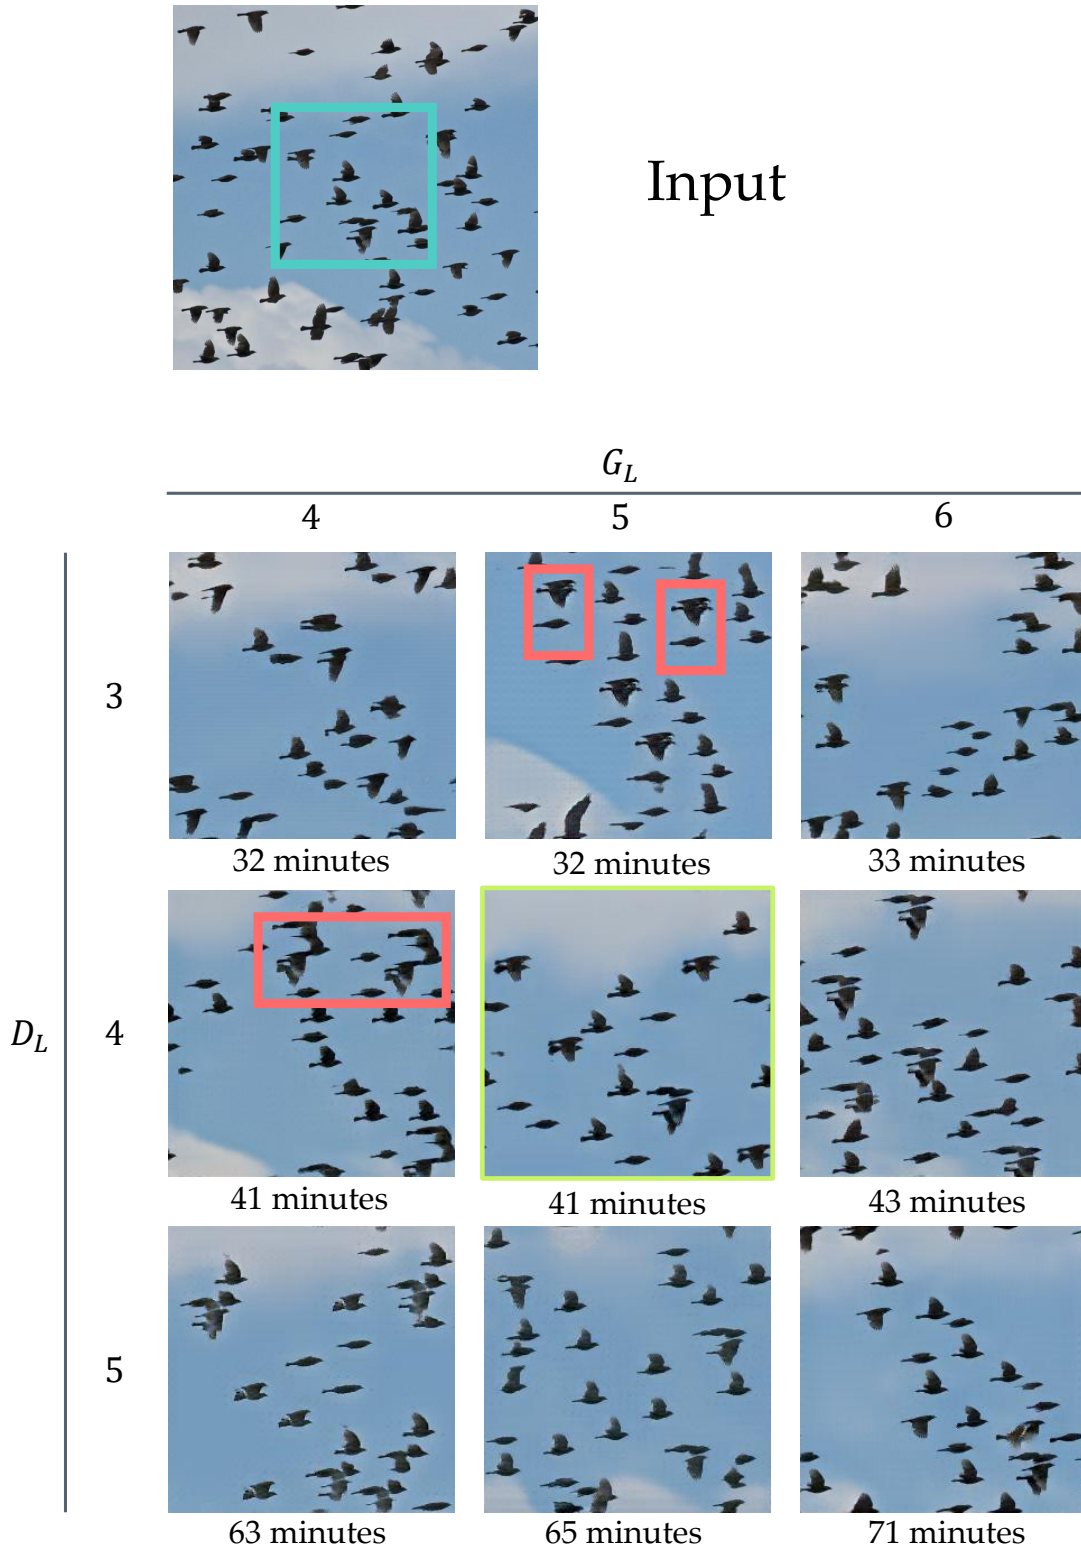 Input
G_L
4 5 6
3
32 minutes 32 minutes 33 minutes
D_L 4
41 minutes 41 minutes 43 minutes
5
63 minutes 65 minutes 71 minutes